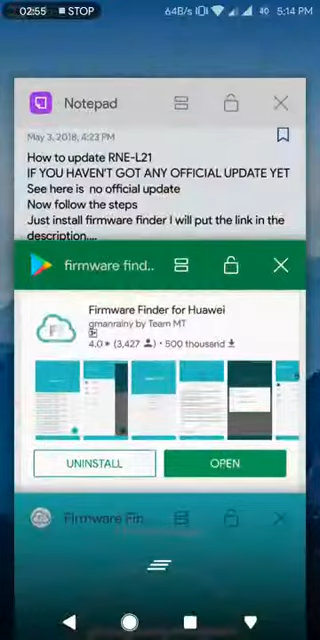 02:55 STOP 64B/s 4G 5:14 PM
Notepad
May 3, 2018, 4:23 PM
How to update RNE-L21
IF YOU HAVEN'T GOT ANY OFFICIAL UPDATE YET
See here is no official update
Now follow the steps
Just install firmware finder I will put the link in the
description....
firmware find..
Firmware Finder for Huawei
gmanrainy by Team MT
4.0 (3,427) • 500 thousand
UNINSTALL
OPEN
Firmware Fin..